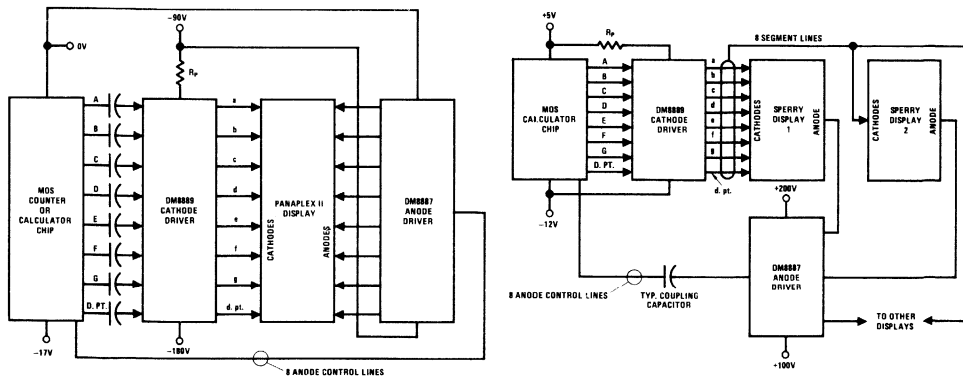 −90V
0V
RP
MOS
COUNTER
OR
CALCULATOR
CHIP
A
B
C
D
E
F
G
D. PT.
DM8889
CATHODE
DRIVER
a
b
c
d
e
f
g
d. pt.
CATHODES
PANAPLEX II
DISPLAY
ANODES
DM8887
ANODE
DRIVER
−17V
−180V
8 ANODE CONTROL LINES
+5V
RP
8 SEGMENT LINES
MOS
CALCULATOR
CHIP
A
B
C
D
E
F
G
D. PT.
DM8889
CATHODE
DRIVER
a
b
c
d
e
f
g
d. pt.
CATHODES
SPERRY
DISPLAY
1
ANODE
CATHODES
SPERRY
DISPLAY
2
ANODE
−12V
+200V
8 ANODE CONTROL LINES
TYP. COUPLING
CAPACITOR
DM8887
ANODE
DRIVER
TO OTHER
DISPLAYS
+100V